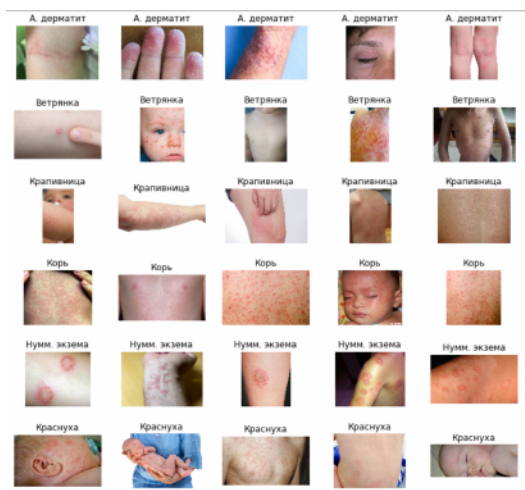 А. дерматит А. дерматит А. дерматит А. дерматит А. дерматит
Ветрянка Ветрянка Ветрянка Ветрянка Ветрянка
Крапивница Крапивница Крапивница Крапивница Крапивница
Корь Корь Корь Корь Корь
Нумм. экзема Нумм. экзема Нумм. экзема Нумм. экзема Нумм. экзема
Краснуха Краснуха Краснуха Краснуха Краснуха